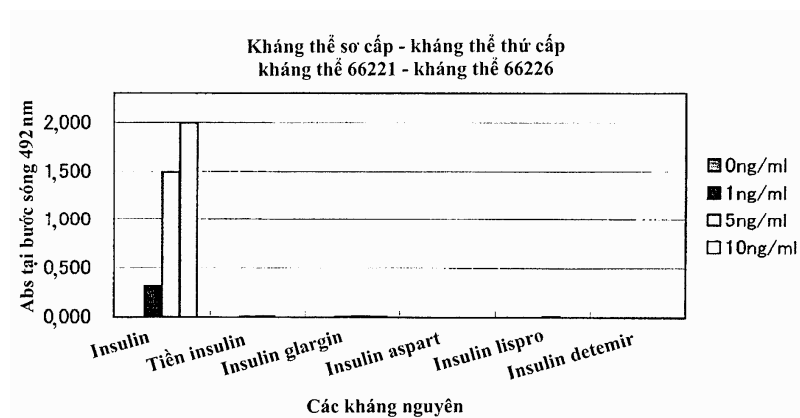 Kháng thể sơ cấp - kháng thể thứ cấp
kháng thể 66221 - kháng thể 66226
Abs tại bước sóng 492nm
2,000
1,500
1,000
0,500
0,000
0ng/ml
1ng/ml
5ng/ml
10ng/ml
Insulin
Tiền insulin
Insulin glargin
Insulin aspart
Insulin lispro
Insulin detemir
Các kháng nguyên